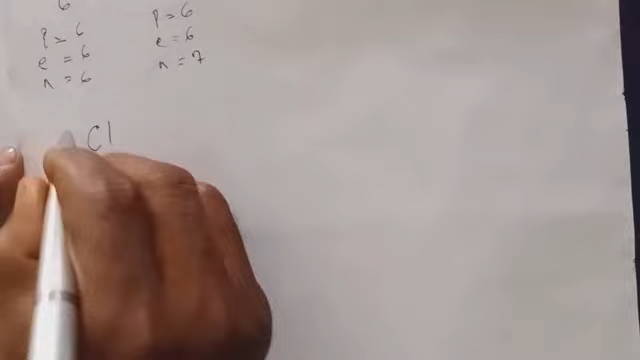 6
p = 6 p = 6
e = 6 e = 6
n = 6 n = 7
Cl